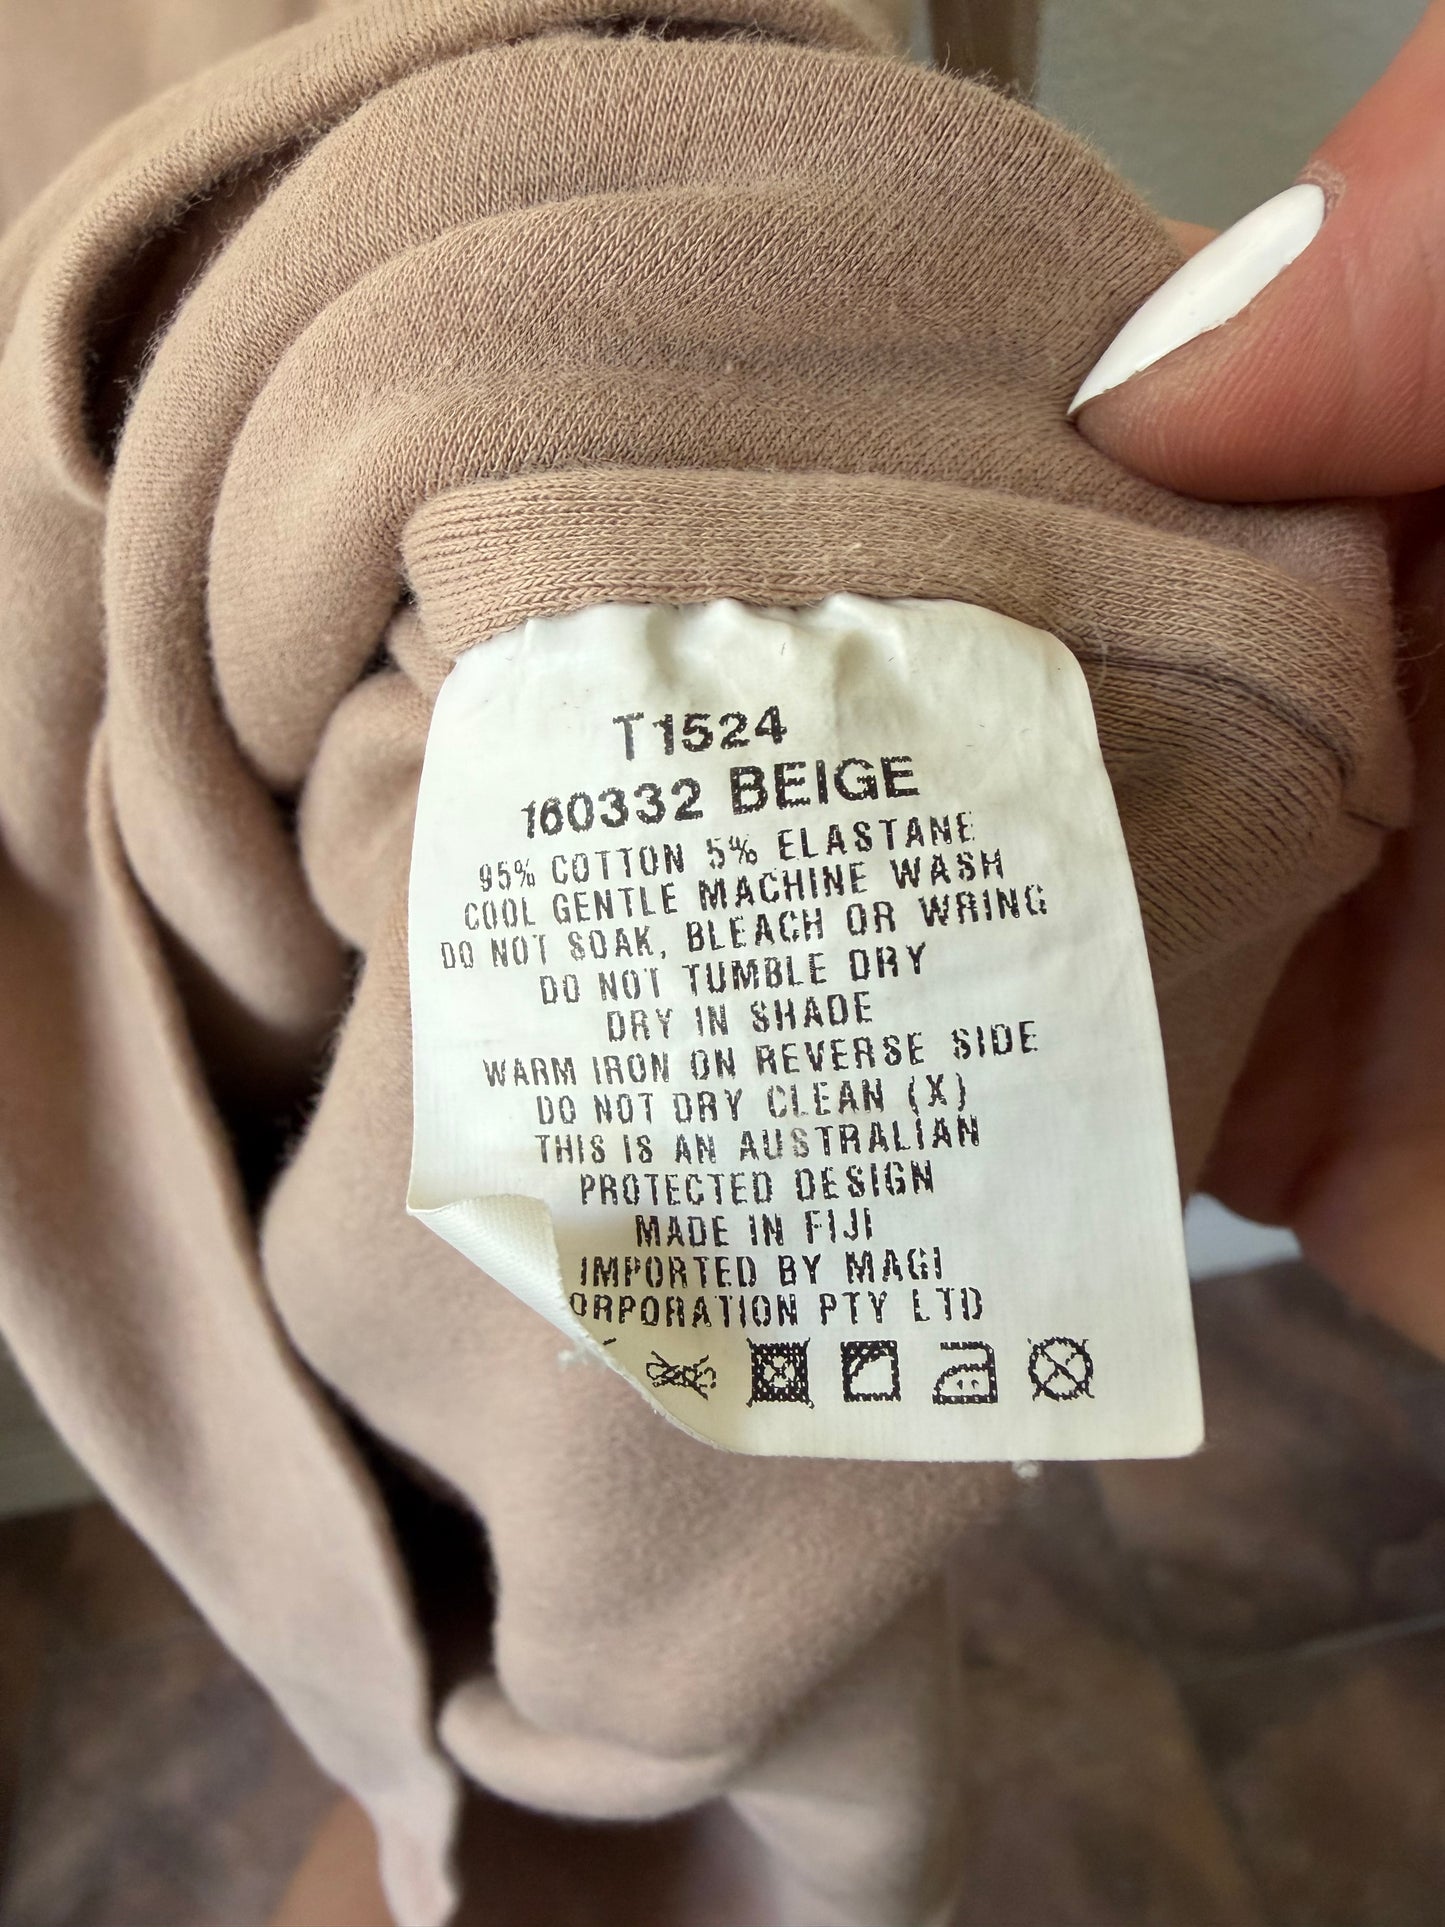 T1524
160332 BEIGE
95% COTTON 5% ELASTANE
COOL GENTLE MACHINE WASH
DO NOT SOAK, BLEACH OR WRING
DO NOT TUMBLE DRY
DRY IN SHADE
WARM IRON ON REVERSE SIDE
DO NOT DRY CLEAN (X)
THIS IS AN AUSTRALIAN
PROTECTED DESIGN
MADE IN FIJI
IMPORTED BY MAGI
ORPORATION PTY LTD